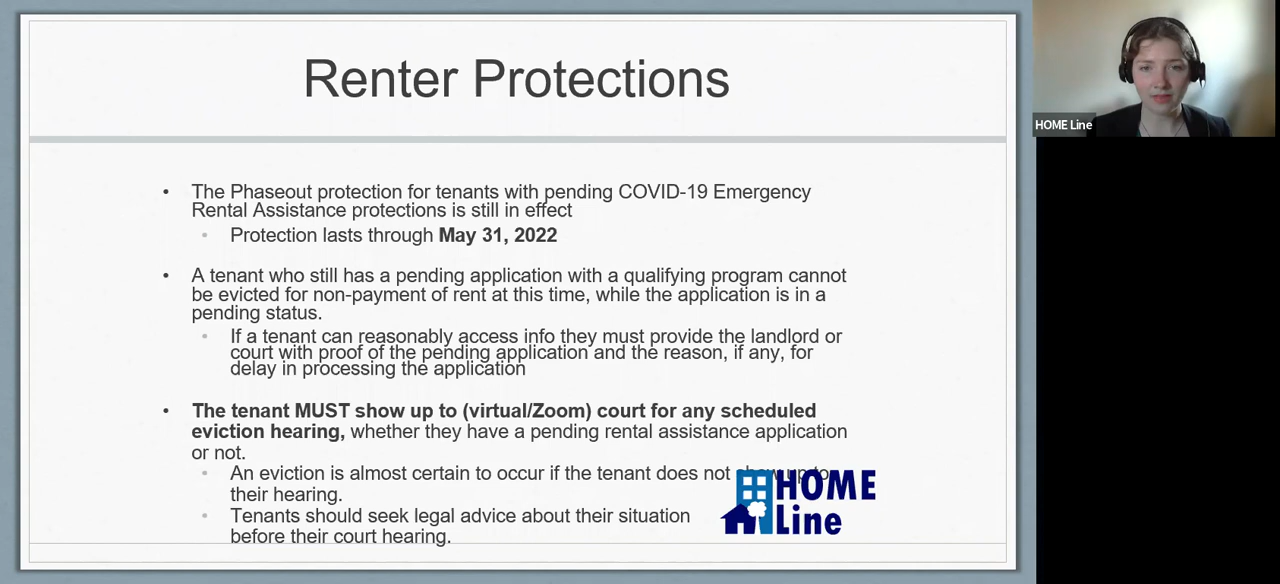 Renter Protections
HOME Line
• The Phaseout protection for tenants with pending COVID-19 Emergency
Rental Assistance protections is still in effect
• Protection lasts through May 31, 2022
• A tenant who still has a pending application with a qualifying program cannot
be evicted for non-payment of rent at this time, while the application is in a
pending status.
• If a tenant can reasonably access info they must provide the landlord or
court with proof of the pending application and the reason, if any, for
delay in processing the application
• The tenant MUST show up to (virtual/Zoom) court for any scheduled
eviction hearing, whether they have a pending rental assistance application
or not.
• An eviction is almost certain to occur if the tenant does not show up to
their hearing.
• Tenants should seek legal advice about their situation
before their court hearing.
HOME
Line